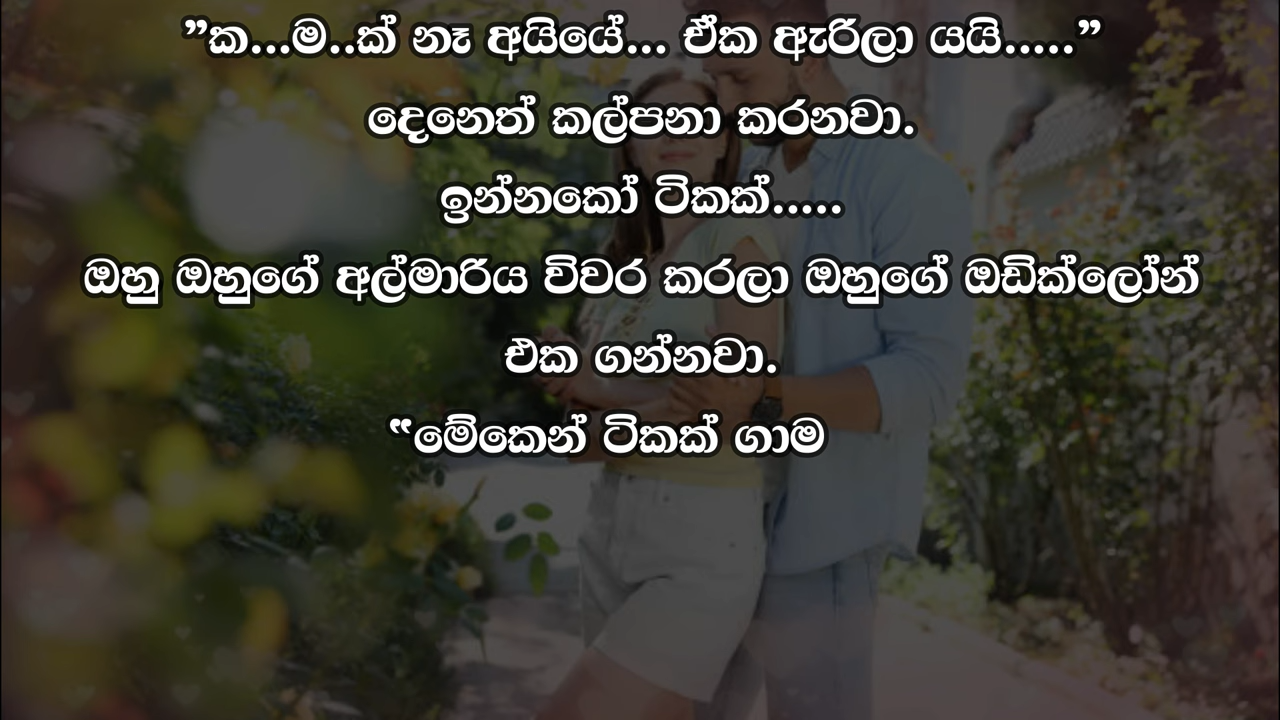 ”ක...ම..ක් නෑ අයියේ... ඒක ඇරිලා යයි.....”
දෙනෙත් කල්පනා කරනවා.
ඉන්නකෝ ටිකක්.....
ඔහු ඔහුගේ අල්මාරිය විවර කරලා ඔහුගේ ඔඩික්ලෝන්
එක ගන්නවා.
“මේකෙන් ටිකක් ගාම